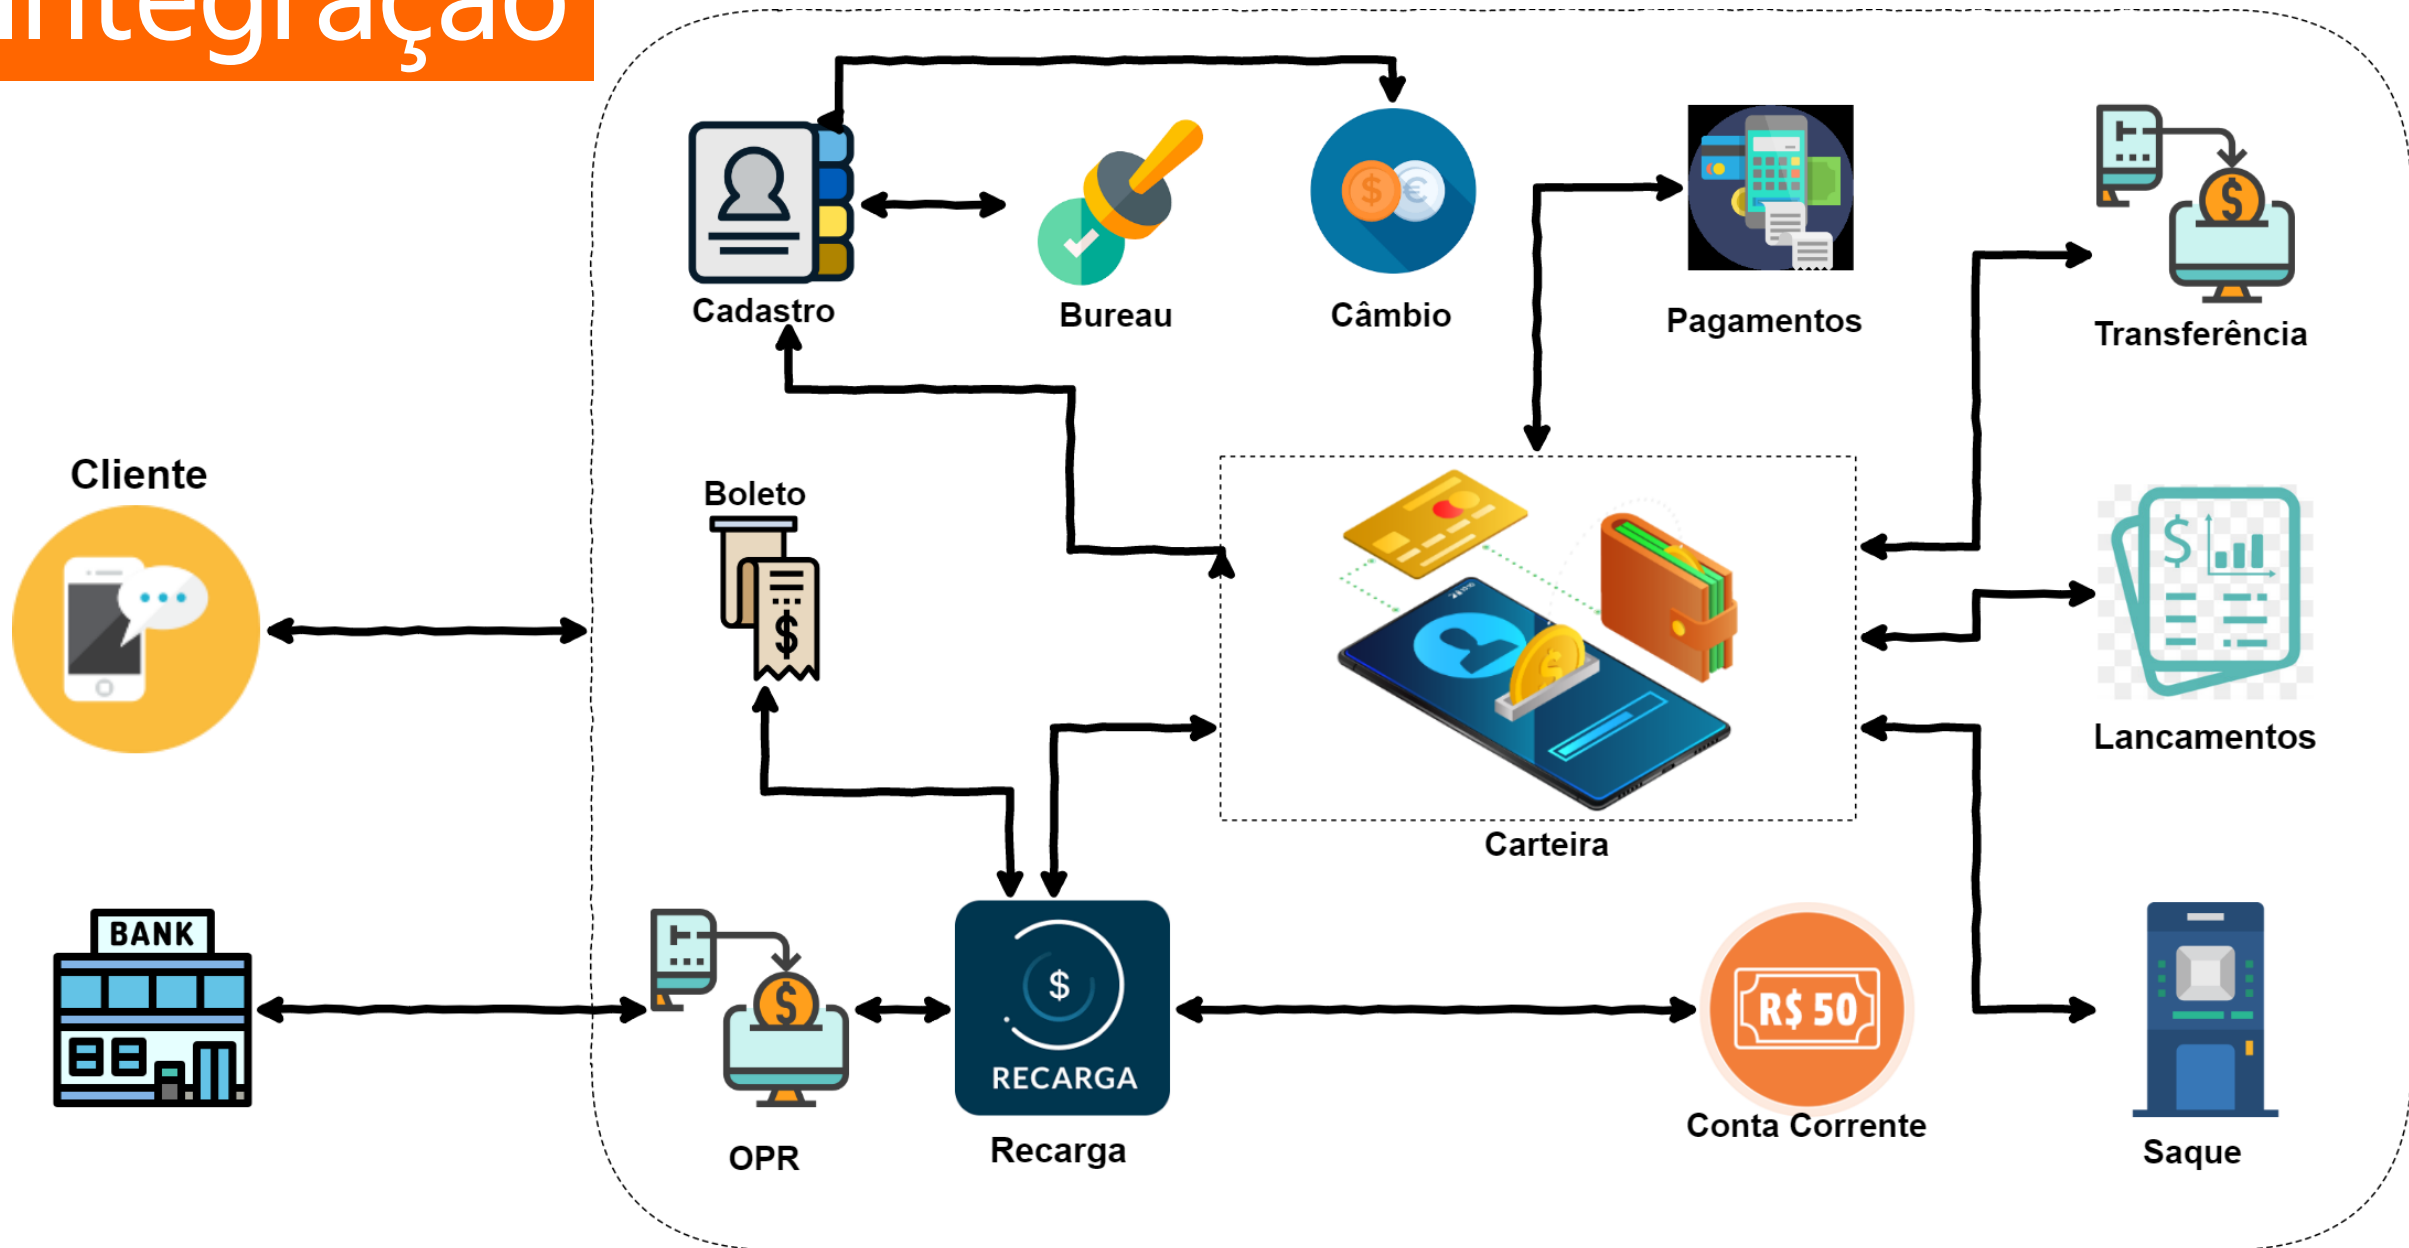 Integração
Cadastro
Bureau
Câmbio
Pagamentos
Transferência
Cliente
Boleto
$
Lancamentos
Carteira
BANK
$
RECARGA
R$ 50
OPR
Recarga
Conta Corrente
Saque